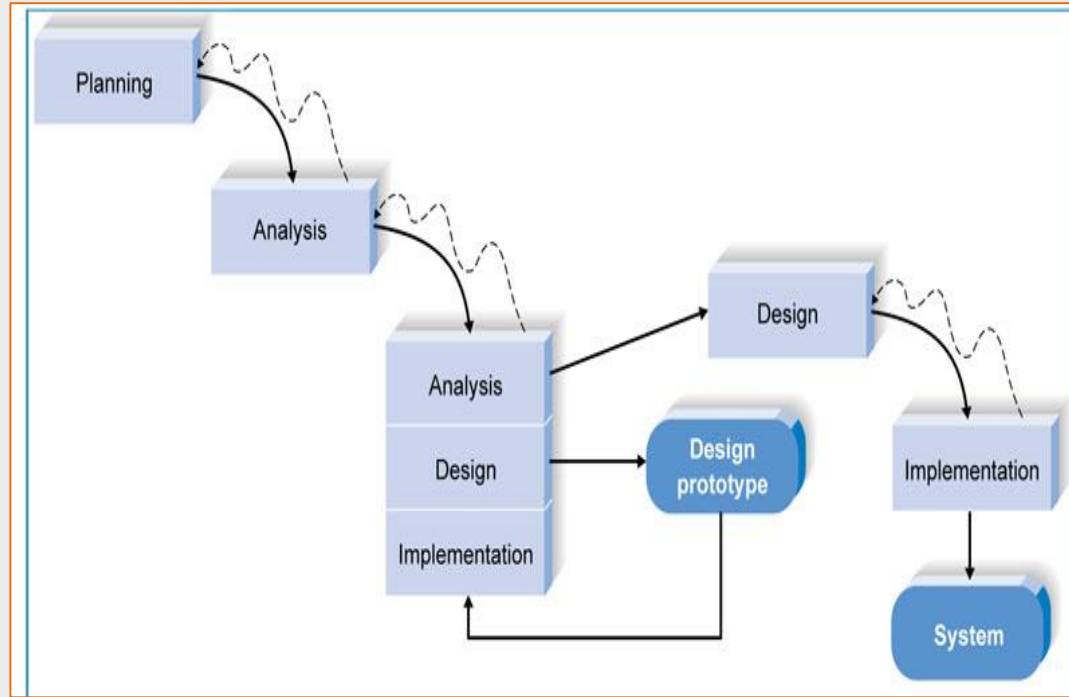 Planning
Analysis
Analysis
Design
Implementation
Design
prototype
Design
Implementation
System